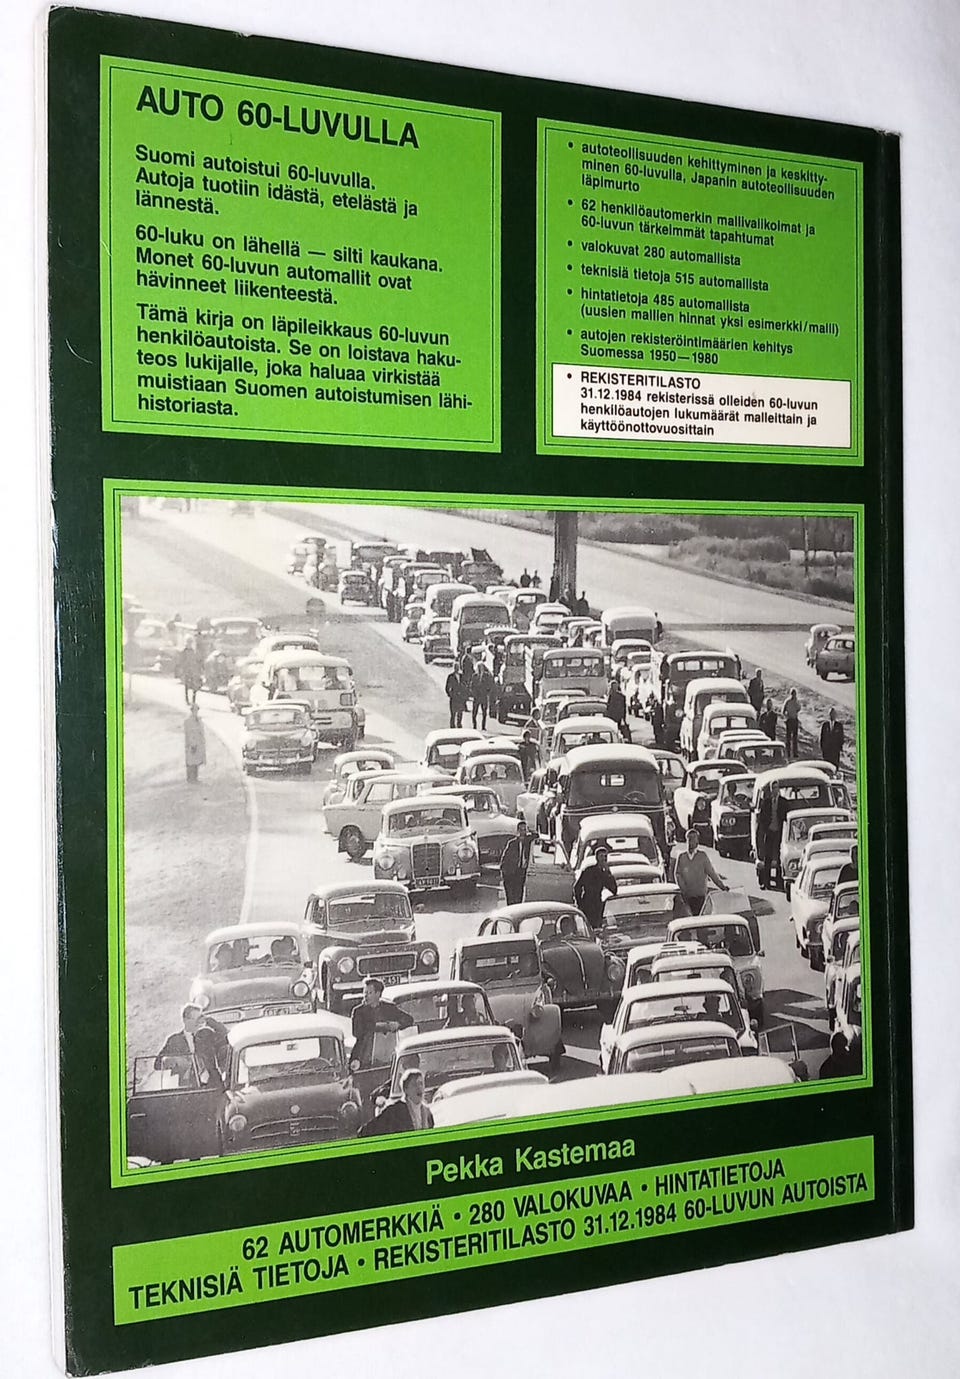 AUTO 60-LUVULLA
Suomi autoistui 60-luvulla.
Autoja tuotiin idästä, etelästä ja
lännestä.
60-luku on lähellä — silti kaukana.
Monet 60-luvun automallit ovat
hävinneet liikenteestä.
Tämä kirja on läpileikkaus 60-luvun
henkilöautoista. Se on loistava haku-
teos lukijalle, joka haluaa virkistää
muistiaan Suomen autoistumisen lähi-
historiasta.
• autoteollisuuden kehittyminen ja keskitty-
minen 60-luvulla, Japanin autoteollisuuden
läpimurto
• 62 henkilöautomerkin mallivalikoimat ja
60-luvun tärkeimmät tapahtumat
• valokuvat 280 automallista
• teknisiä tietoja 515 automallista
• hintatietoja 485 automallista
(uusien mallien hinnat yksi esimerkki/malli)
• autojen rekisteröintimäärien kehitys
Suomessa 1950—1980
• REKISTERITILASTO
31.12.1984 rekisterissä olleiden 60-luvun
henkilöautojen lukumäärät malleittain ja
käyttöönottovuosittain
Pekka Kastemaa
62 AUTOMERKKIÄ • 280 VALOKUVAA • HINTATIETOJA
TEKNISIÄ TIETOJA • REKISTERITILASTO 31.12.1984 60-LUVUN AUTOISTA